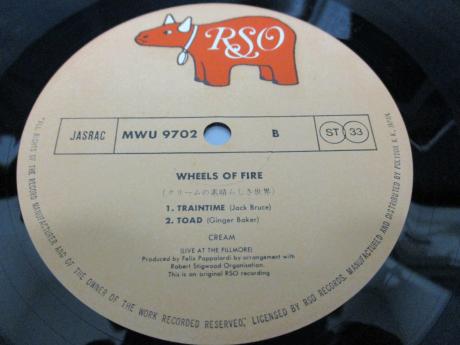 RSO
JASRAC
MWU 9702
B
ST 33
WHEELS OF FIRE
(クリームの素晴らしき世界)
1. TRAINTIME (Jack Bruce)
2. TOAD (Ginger Baker)
CREAM
(LIVE AT THE FILLMORE)
Produced by Felix Pappalardi by arrangement with
Robert Stigwood Organisation.
This is an original RSO recording
"ALL RIGHTS OF THE RECORD MANUFACTURER AND OF THE OWNER OF THE WORK RECORDED RESERVED," LICENSED BY RSO RECORDS. MANUFACTURED AND DISTRIBUTED BY POLYDOR K.K. JAPAN